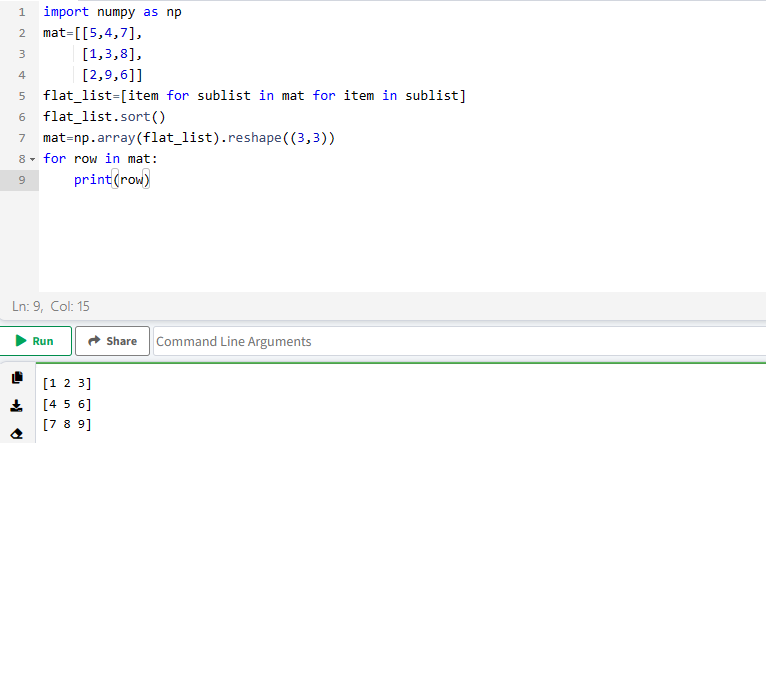 1 import numpy as np
2 mat=[[5,4,7],
3      [1,3,8],
4      [2,9,6]]
5 flat_list=[item for sublist in mat for item in sublist]
6 flat_list.sort()
7 mat=np.array(flat_list).reshape((3,3))
8 for row in mat:
9     print(row)
Ln: 9, Col: 15
Run Share Command Line Arguments
[1 2 3]
[4 5 6]
[7 8 9]